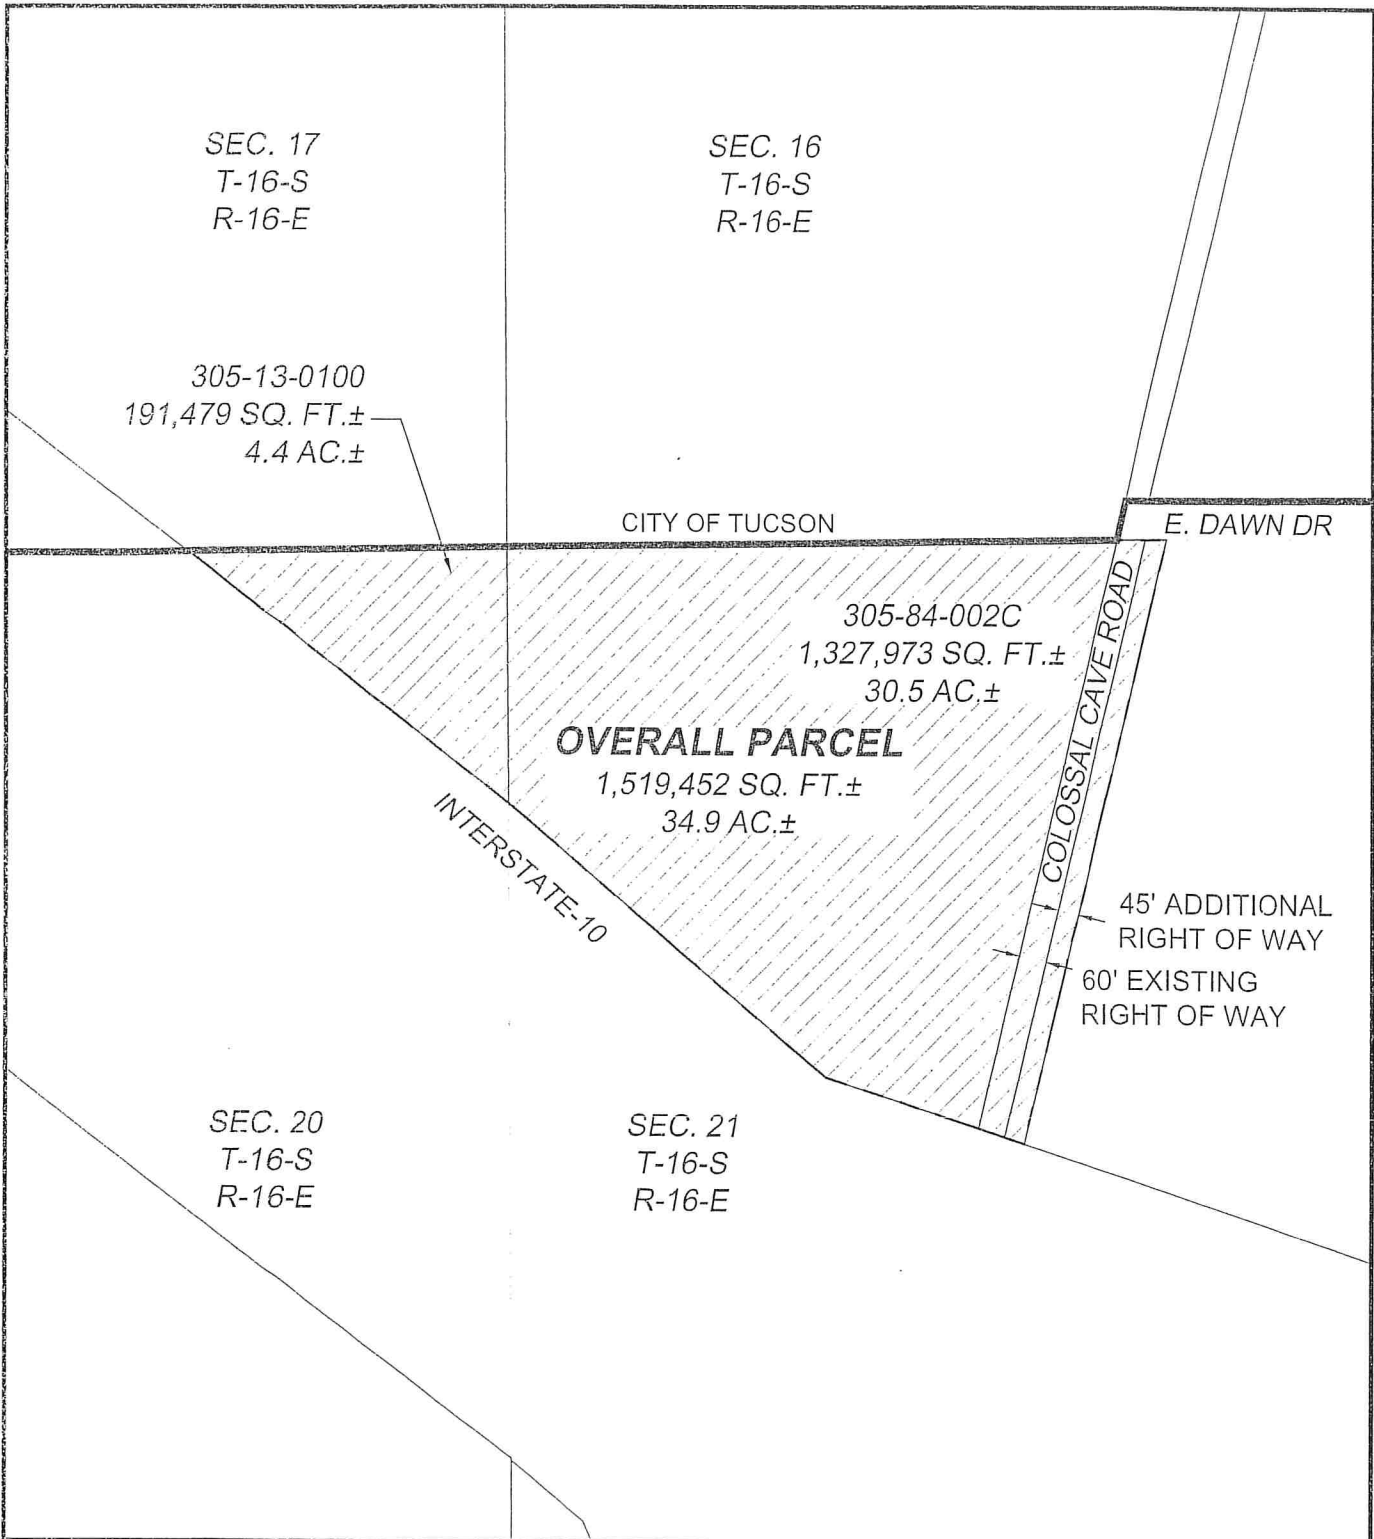 SEC. 17
T-16-S
R-16-E
SEC. 16
T-16-S
R-16-E
305-13-0100
191,479 SQ. FT.±
4.4 AC.±
CITY OF TUCSON
E. DAWN DR
305-84-002C
1,327,973 SQ. FT.±
30.5 AC.±
COLOSSAL CAVE ROAD
OVERALL PARCEL
1,519,452 SQ. FT.±
34.9 AC.±
INTERSTATE-10
45' ADDITIONAL
RIGHT OF WAY
60' EXISTING
RIGHT OF WAY
SEC. 20
T-16-S
R-16-E
SEC. 21
T-16-S
R-16-E